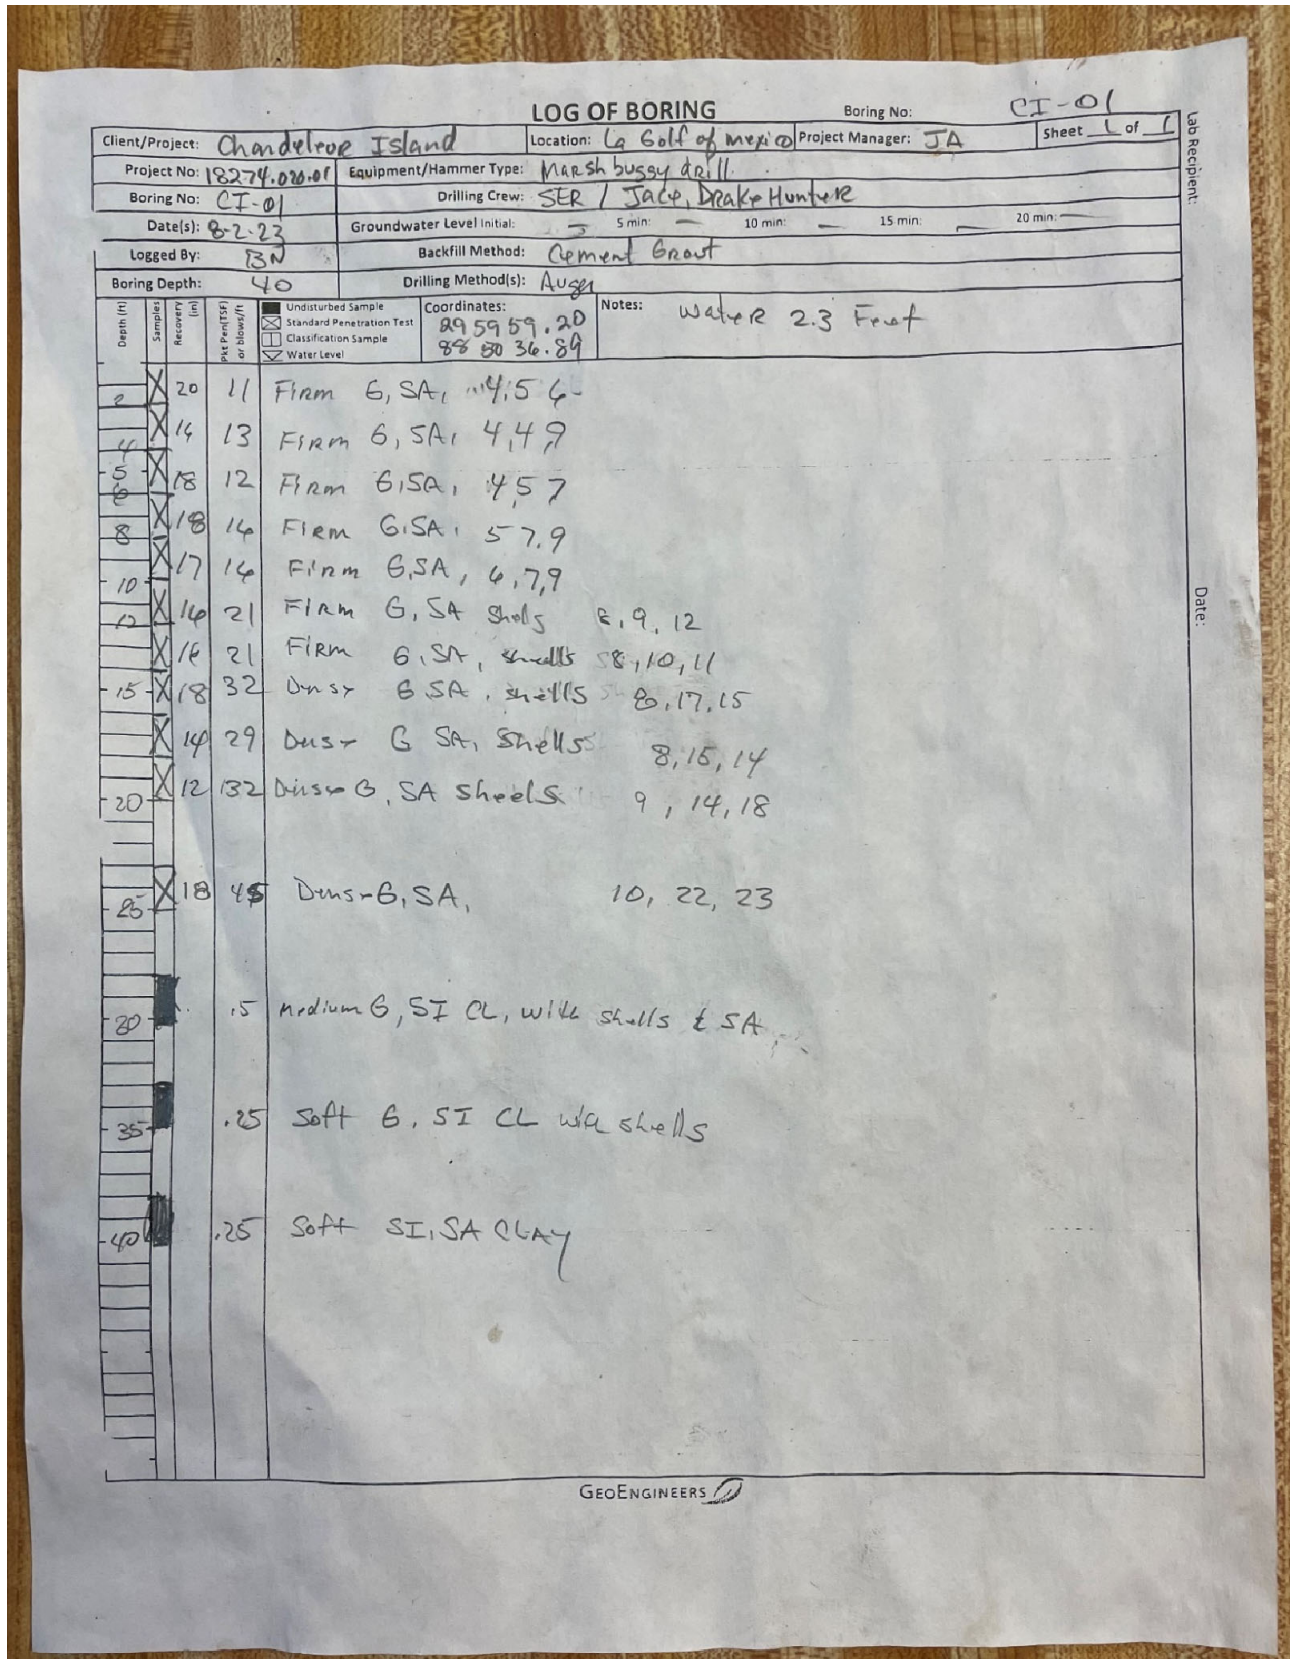 LOG OF BORING Boring No: CI-01
Client/Project: Chandeleue Island Location: La Golf of mexico Project Manager: JA Sheet 1 of 1
Project No: 18274.020.01 Equipment/Hammer Type: Marsh buggy drill
Boring No: CI-01 Drilling Crew: SER / Jace, Drake Hunter
Date(s): 8-2-23 Groundwater Level Initial: — 5 min: — 10 min: — 15 min: — 20 min: —
Logged By: BN Backfill Method: Cement Grout
Boring Depth: 40 Drilling Method(s): Auger
Depth (ft) Samples Recovery (in) Pkt Pen(TSF) or blows/ft
Undisturbed Sample
Standard Penetration Test
Classification Sample
Water Level
Coordinates:
29 59 59.20
88 50 36.89
Notes: Water 2.3 Feet
Lab Recipient:
Date:
2 20 11 Firm G, SA, 4,5 6
4 14 13 Firm G, SA, 4,4,9
5
6 18 12 Firm G,SA, 4,5 7
8 18 16 Firm G,SA, 5 7,9
10 17 16 Firm G,SA, 6,7,9
12 16 21 Firm G, SA Shells 8, 9, 12
16 21 Firm G, SA, shells 8,10,11
15 18 32 Dense G SA, shells 8,17,15
14 29 Dense G SA, Shells 8,15,14
20 12 32 Dense G, SA Sheels 9, 14, 18
25 18 45 Dense G, SA, 10, 22, 23
30 .5 medium G, SI CL, with shells & SA
35 .25 Soft G, SI CL shells
40 .25 Soft SI, SA CLAY
GEOENGINEERS